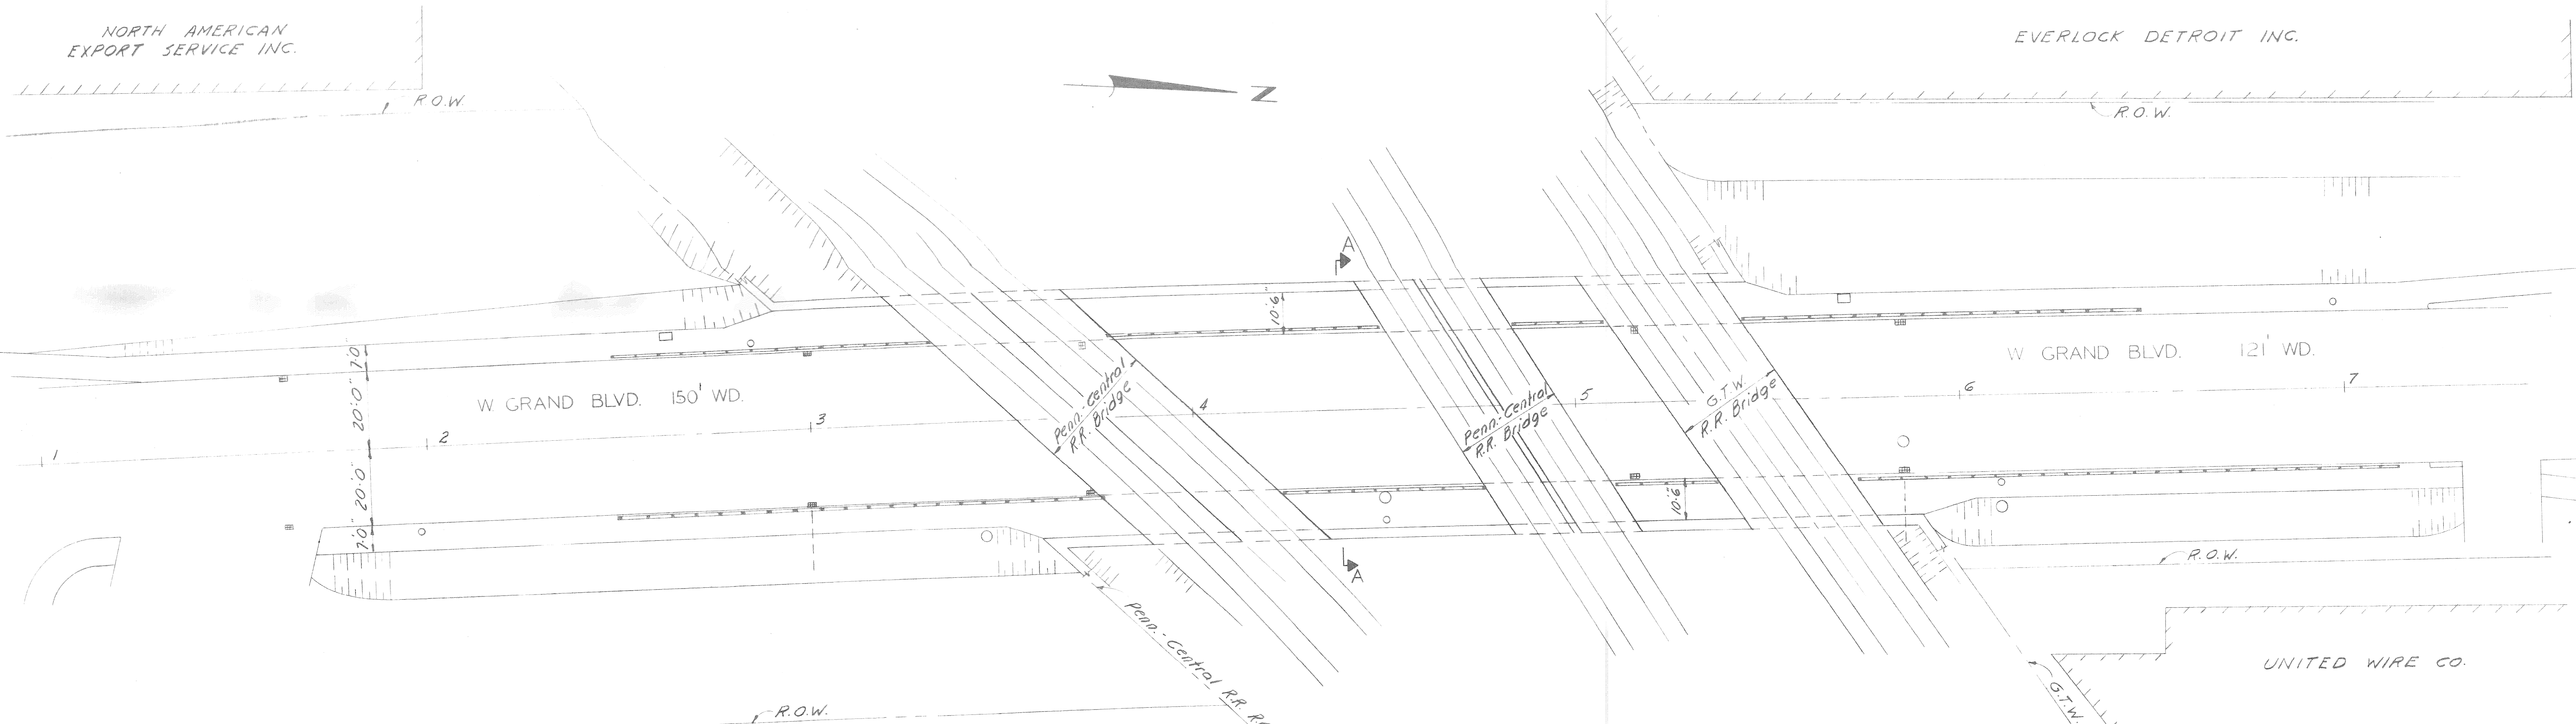 NORTH AMERICAN
EXPORT SERVICE INC.
EVERLOCK DETROIT INC.
R.O.W.
R.O.W.
N
A
10'-6"
7'-0"
20'-0"
20'-0"
7'-0"
W. GRAND BLVD. 150' WD.
W GRAND BLVD. 121' WD.
1
2
3
4
5
6
7
Penn.-Central
R.R. Bridge
Penn.-Central
R.R. Bridge
G.T.W.
R.R. Bridge
10'-6"
A
R.O.W.
Penn.-Central R.R.
G.T.W.
UNITED WIRE CO.
R.O.W.